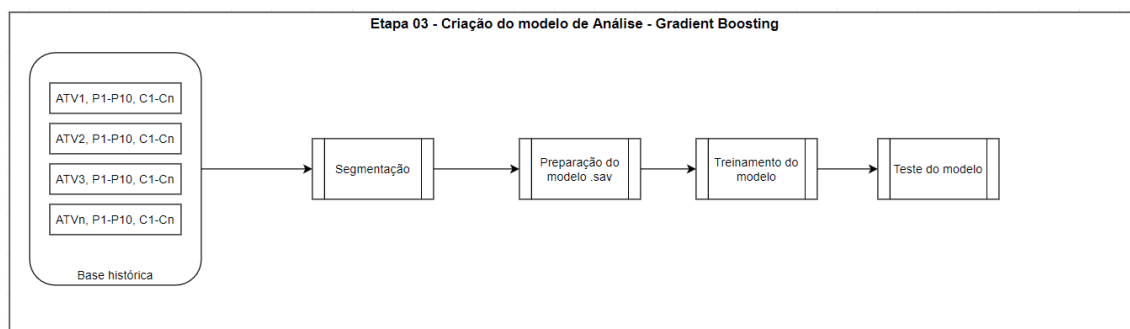 Etapa 03 - Criação do modelo de Análise - Gradient Boosting
ATV1, P1-P10, C1-Cn
ATV2, P1-P10, C1-Cn
ATV3, P1-P10, C1-Cn
ATVn, P1-P10, C1-Cn
Base histórica
Segmentação
Preparação do
modelo .sav
Treinamento do
modelo
Teste do modelo